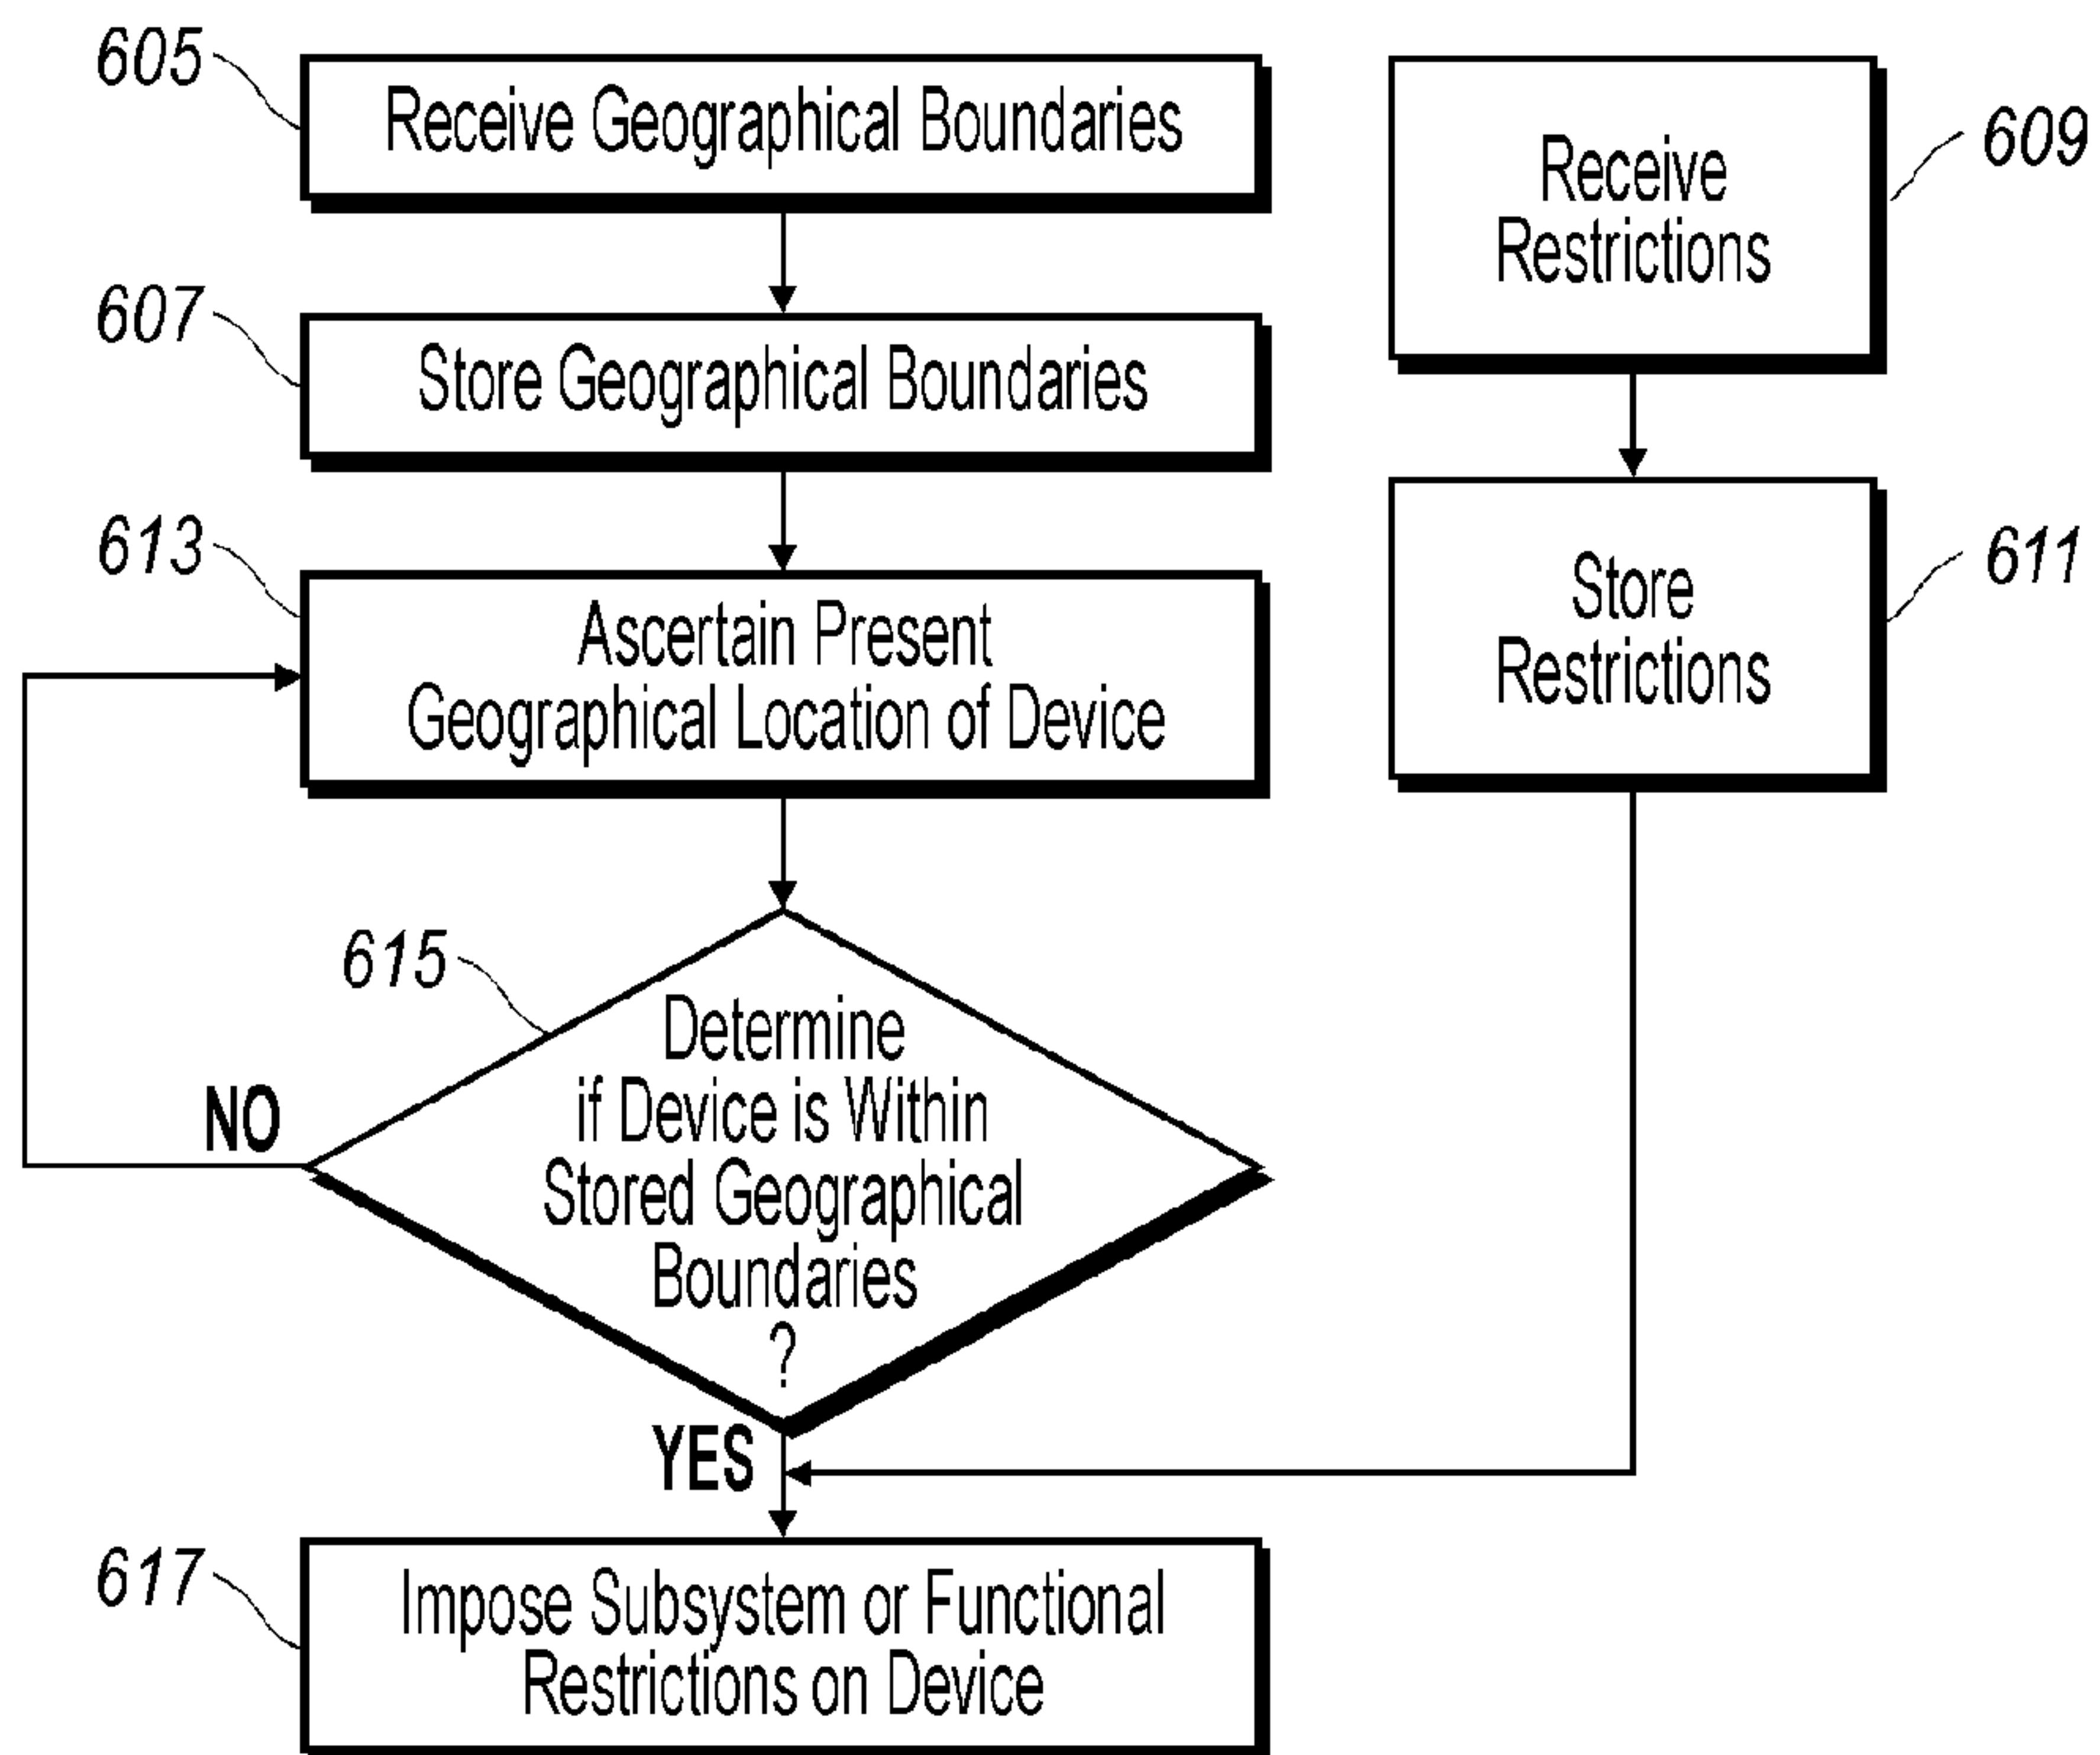 605
Receive Geographical Boundaries
607
Store Geographical Boundaries
613
Ascertain Present
Geographical Location of Device
615
Determine
if Device is Within
Stored Geographical
Boundaries
?
NO
YES
617
Impose Subsystem or Functional
Restrictions on Device
609
Receive
Restrictions
611
Store
Restrictions